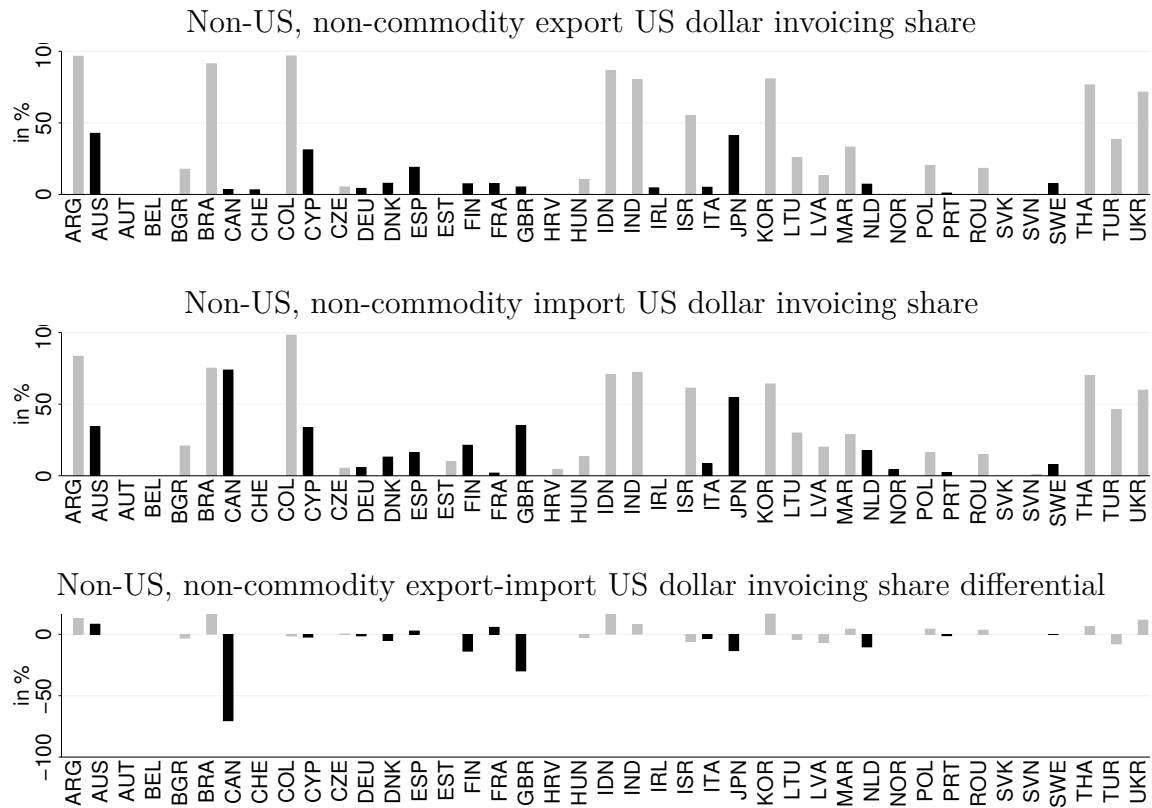 Non-US, non-commodity export US dollar invoicing share
in %
10
50
0
ARG AUS AUT BEL BGR BRA CAN CHE COL CYP CZE DEU DNK ESP EST FIN FRA GBR HRV HUN IDN IND IRL ISR ITA JPN KOR LTU LVA MAR NLD NOR POL PRT ROU SVK SVN SWE THA TUR UKR
Non-US, non-commodity import US dollar invoicing share
in %
10
50
0
ARG AUS AUT BEL BGR BRA CAN CHE COL CYP CZE DEU DNK ESP EST FIN FRA GBR HRV HUN IDN IND IRL ISR ITA JPN KOR LTU LVA MAR NLD NOR POL PRT ROU SVK SVN SWE THA TUR UKR
Non-US, non-commodity export-import US dollar invoicing share differential
in %
0
−50
−100
ARG AUS AUT BEL BGR BRA CAN CHE COL CYP CZE DEU DNK ESP EST FIN FRA GBR HRV HUN IDN IND IRL ISR ITA JPN KOR LTU LVA MAR NLD NOR POL PRT ROU SVK SVN SWE THA TUR UKR